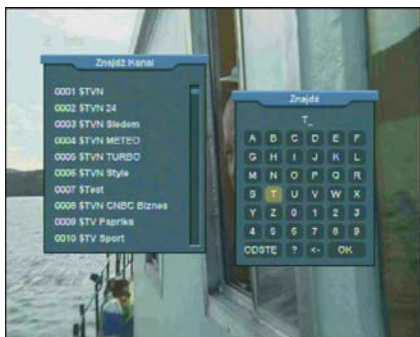 Znajdź Kanal
0001 $TVN
0002 $TVN 24
0003 $TVN Siedem
0004 $TVN METEO
0005 $TVN TURBO
0006 $TVN Style
0007 $Test
0008 $TVN CNBC Biznes
0009 $TV Paprika
0010 $TV Sport
Znajdź
T_
A B C D E F
G H I J K L
M N O P Q R
S T U V W X
Y Z 0 1 2 3
4 5 6 7 8 9
ODSTĘ ? <- OK